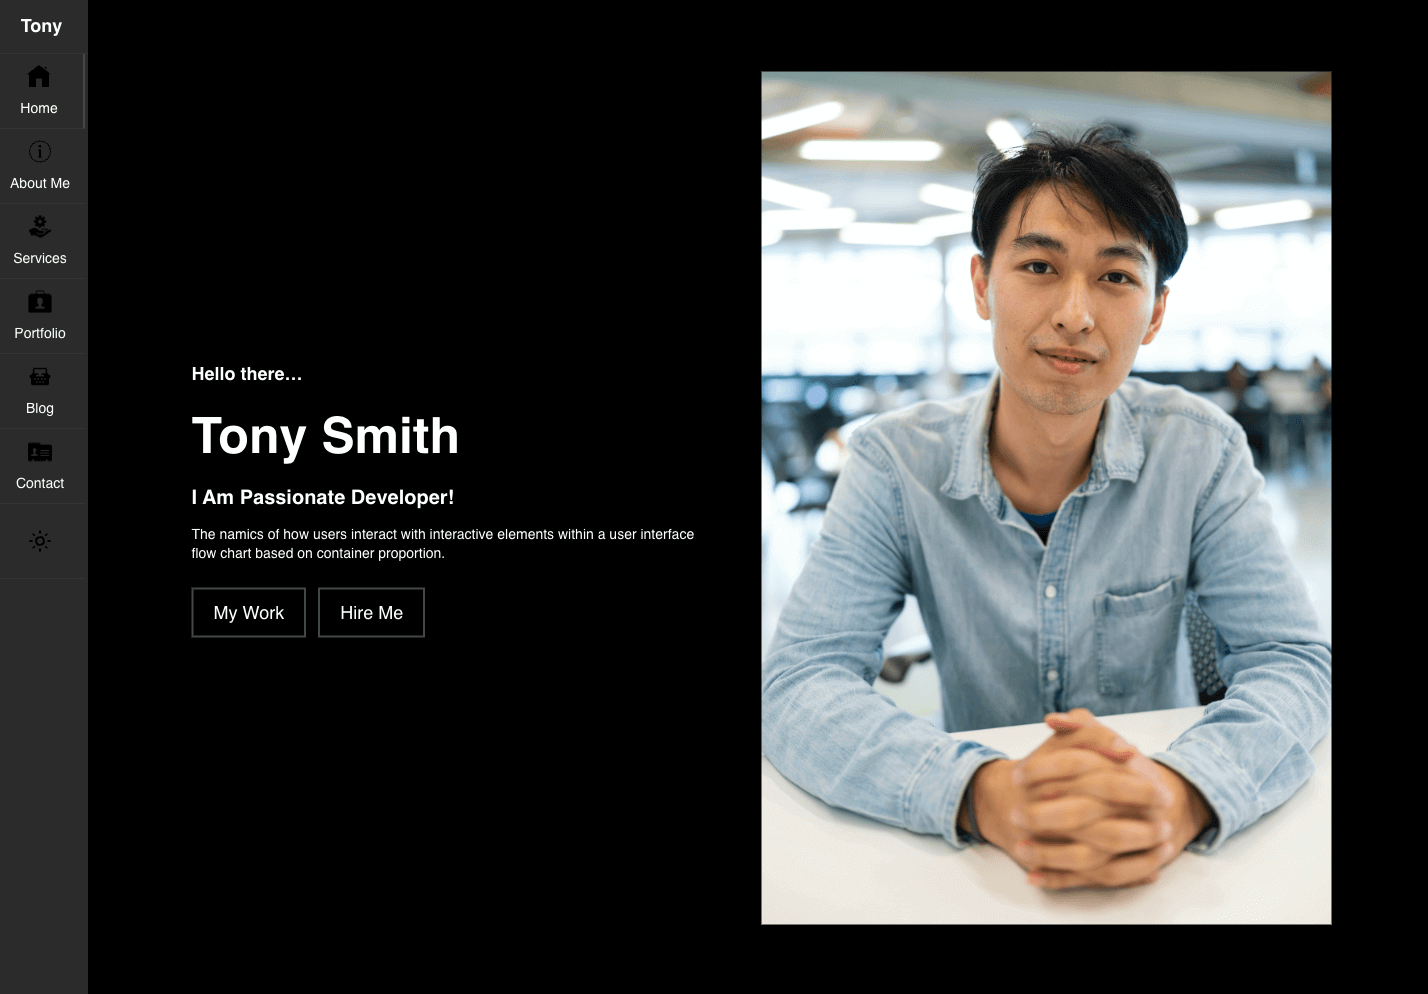 Tony
Home
About Me
Services
Portfolio
Blog
Contact
Hello there...
Tony Smith
I Am Passionate Developer!
The namics of how users interact with interactive elements within a user interface
flow chart based on container proportion.
My Work
Hire Me